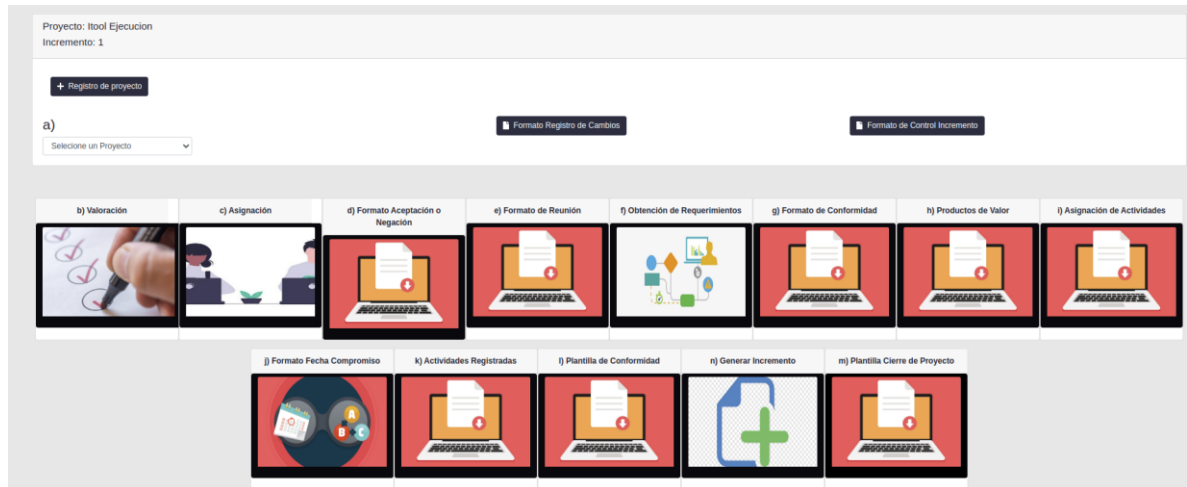 Proyecto: Itool Ejecucion
Incremento: 1
+ Registro de proyecto
a)
Formato Registro de Cambios
Formato de Control Incremento
Selecione un Proyecto
b) Valoración
c) Asignación
d) Formato Aceptación o
Negación
e) Formato de Reunión
f) Obtención de Requerimientos
g) Formato de Conformidad
h) Productos de Valor
i) Asignación de Actividades
j) Formato Fecha Compromiso
k) Actividades Registradas
l) Plantilla de Conformidad
n) Generar Incremento
m) Plantilla Cierre de Proyecto
A
B
C